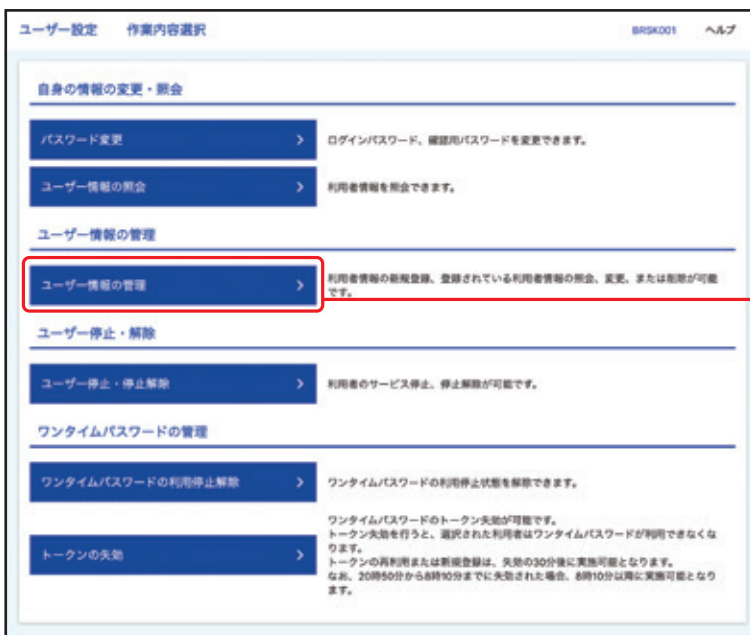 ユーザー設定　作業内容選択　BRSK001　ヘルプ
自身の情報の変更・照会
パスワード変更
ログインパスワード、確認用パスワードを変更できます。
ユーザー情報の照会
利用者情報を照会できます。
ユーザー情報の管理
ユーザー情報の管理
利用者情報の新規登録、登録されている利用者情報の照会、変更、または削除が可能
です。
ユーザー停止・解除
ユーザー停止・停止解除
利用者のサービス停止、停止解除が可能です。
ワンタイムパスワードの管理
ワンタイムパスワードの利用停止解除
ワンタイムパスワードの利用停止状態を解除できます。
トークンの失効
ワンタイムパスワードのトークン失効が可能です。
トークン失効を行うと、選択された利用者はワンタイムパスワードが利用できなくな
ります。
トークンの再利用または新規登録は、失効の30分後に実施可能となります。
なお、20時50分から8時10分までに失効された場合、8時10分以降に実施可能となり
ます。